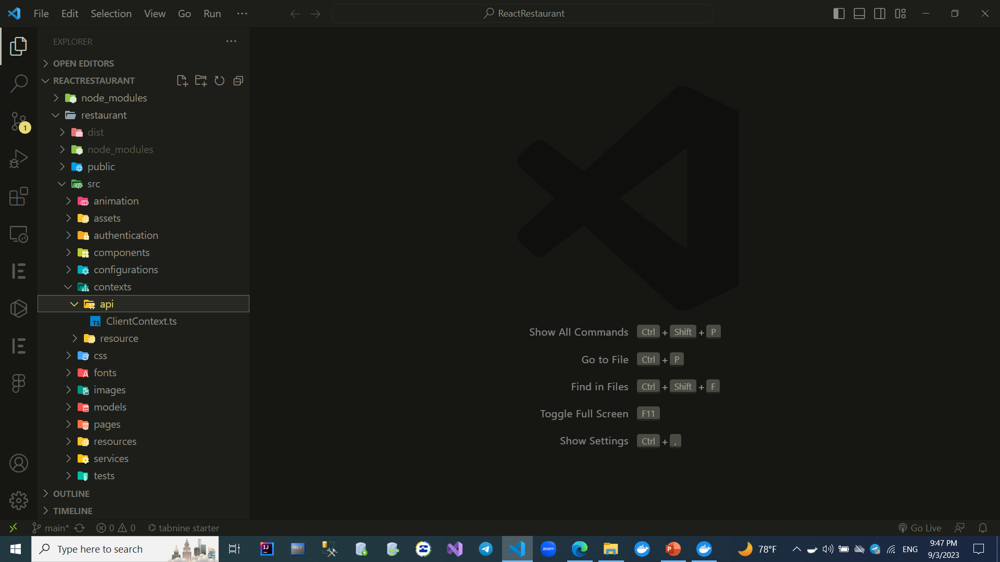 File Edit Selection View Go Run ···
ReactRestaurant
EXPLORER
OPEN EDITORS
REACTRESTAURANT
node_modules
restaurant
dist
node_modules
public
src
animation
assets
authentication
components
configurations
contexts
api
TS ClientContext.ts
resource
css
fonts
images
models
pages
resources
services
tests
OUTLINE
TIMELINE
1
Show All Commands Ctrl + Shift + P
Go to File Ctrl + P
Find in Files Ctrl + Shift + F
Toggle Full Screen F11
Show Settings Ctrl + ,
main* 0 0 tabnine starter
Go Live
Type here to search
IJ
SQL>
zoom
P
78°F
ENG
9:47 PM
9/3/2023